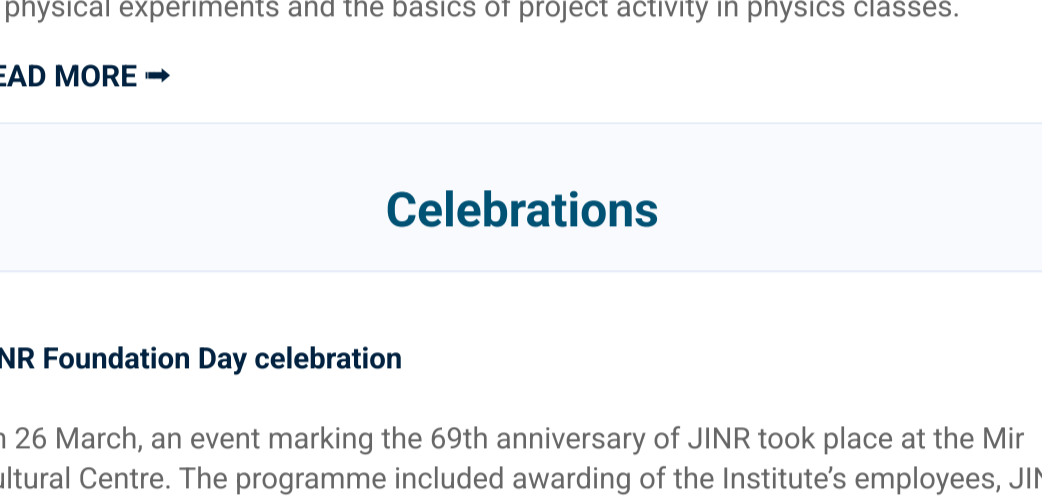 physical experiments and the basics of project activity in physics classes.
EAD MORE ➡
Celebrations
NR Foundation Day celebration
26 March, an event marking the 69th anniversary of JINR took place at the Mir
ultural Centre. The programme included awarding of the Institute’s employees, JIN